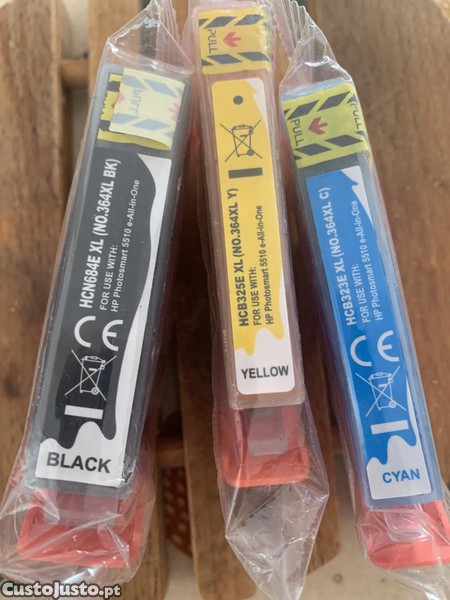 PULL
HCN684E XL (NO.364XL BK)
FOR USE WITH:
HP Photosmart 5510 e-All-in-One
CE
BLACK
PULL
HCB325E XL (NO.364XL Y)
FOR USE WITH:
HP Photosmart 5510 e-All-in-One
YELLOW
PULL
HCB323E XL (NO.364XL C)
FOR USE WITH:
HP Photosmart 5510 e-All-in-One
CE
CYAN
CustoJusto.pt